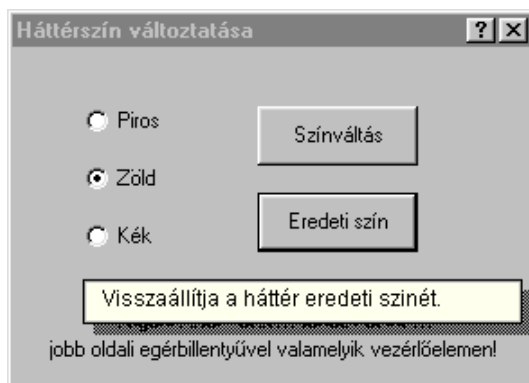 Háttérszín változtatása
Piros
Színváltás
Zöld
Eredeti szín
Kék
Visszaállítja a háttér eredeti szinét.
jobb oldali egérbillentyűvel valamelyik vezérlőelemen!